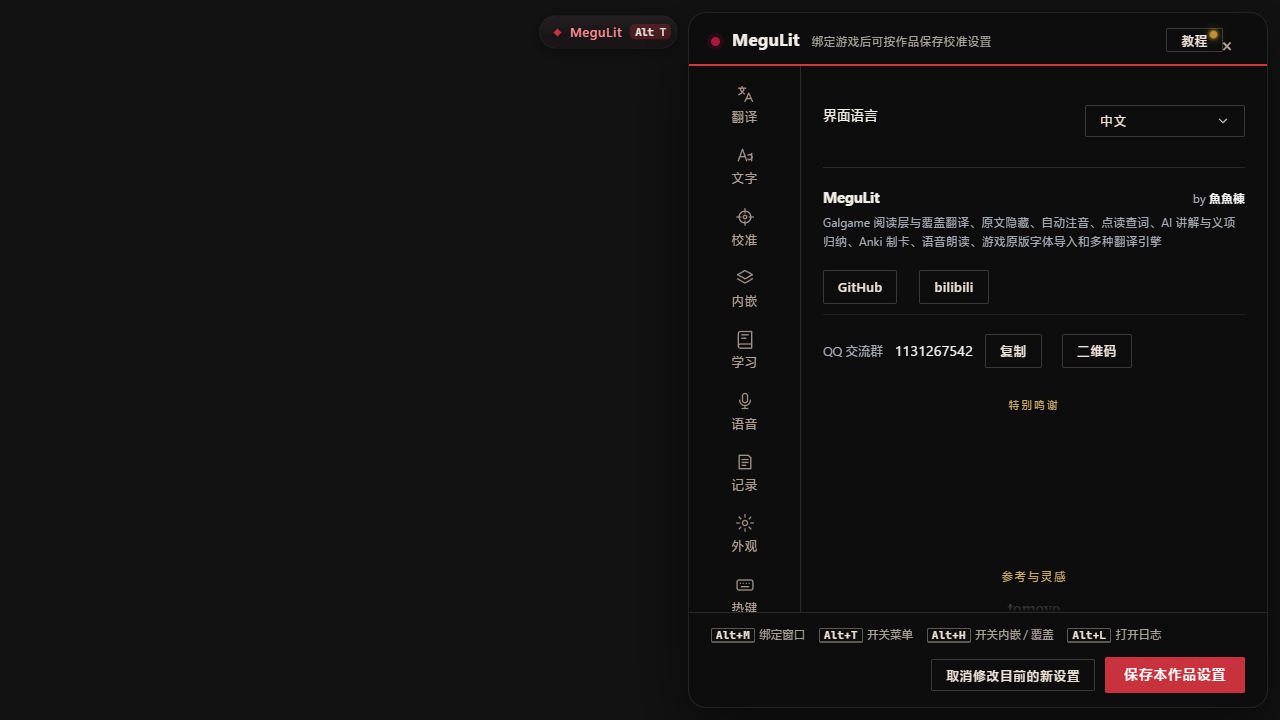 MeguLit Alt T
MeguLit 绑定游戏后可按作品保存校准设置
教程 ×
翻译
文字
校准
内嵌
学习
语音
记录
外观
热键
界面语言
中文
MeguLit by 魚魚棟
Galgame 阅读层与覆盖翻译、原文隐藏、自动注音、点读查词、AI 讲解与义项
归纳、Anki 制卡、语音朗读、游戏原版字体导入和多种翻译引擎
GitHub bilibili
QQ 交流群 1131267542 复制 二维码
特别鸣谢
参考与灵感
Alt+M 绑定窗口 Alt+T 开关菜单 Alt+H 开关内嵌 / 覆盖 Alt+L 打开日志
取消修改目前的新设置 保存本作品设置